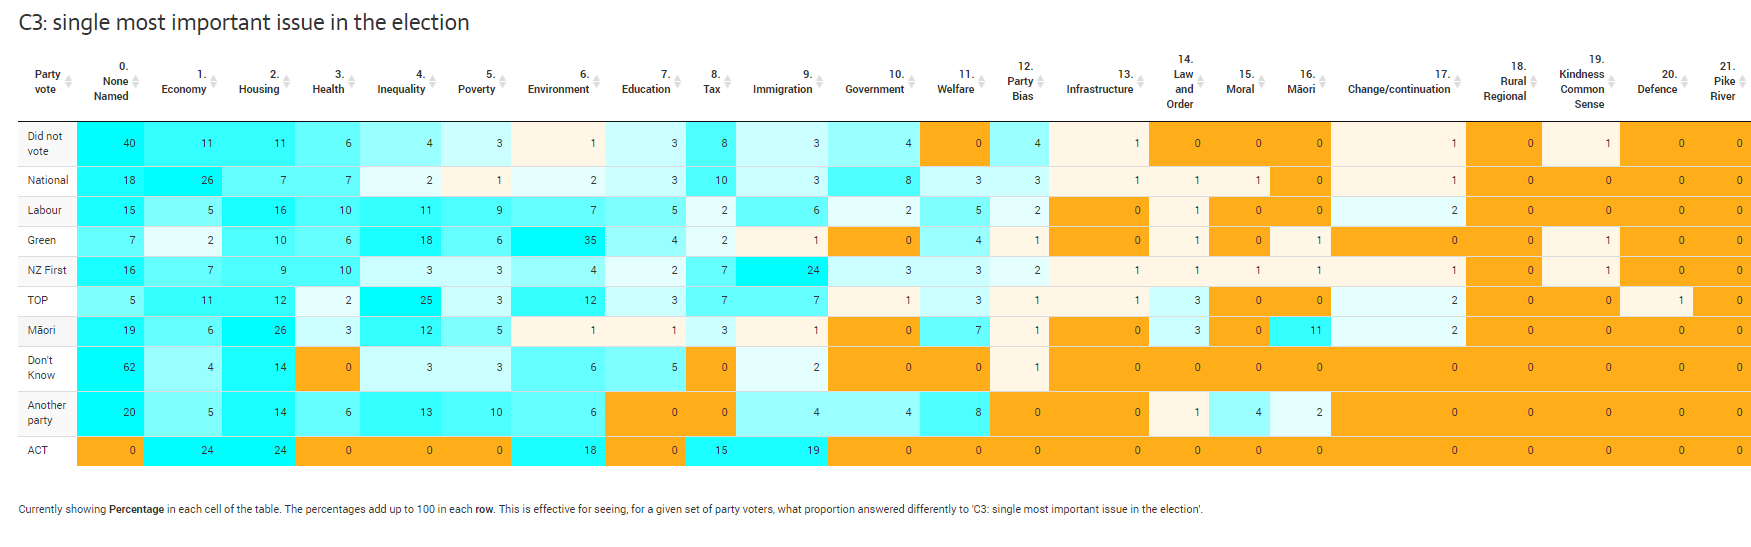 C3: single most important issue in the election
Party vote 0. None Named 1. Economy 2. Housing 3. Health 4. Inequality 5. Poverty 6. Environment 7. Education 8. Tax 9. Immigration 10. Government 11. Welfare 12. Party Bias 13. Infrastructure 14. Law and Order 15. Moral 16. Māori 17. Change/continuation 18. Rural Regional 19. Kindness Common Sense 20. Defence 21. Pike River
Did not vote 40 11 11 6 4 3 1 3 8 3 4 0 4 1 0 0 0 1 0 1 0 0
National 18 26 7 7 2 1 2 3 10 3 8 3 3 1 1 1 0 1 0 0 0 0
Labour 15 5 16 10 11 9 7 5 2 6 2 5 2 0 1 0 0 2 0 0 0 0
Green 7 2 10 6 18 6 35 4 2 1 0 4 1 0 1 0 1 0 0 1 0 0
NZ First 16 7 9 10 3 3 4 2 7 24 3 3 2 1 1 1 1 1 0 1 0 0
TOP 5 11 12 2 25 3 12 3 7 7 1 3 1 1 3 0 0 2 0 0 1 0
Māori 19 6 26 3 12 5 1 1 3 1 0 7 1 0 3 0 11 2 0 0 0 0
Don't Know 62 4 14 0 3 3 6 5 0 2 0 0 1 0 0 0 0 0 0 0 0 0
Another party 20 5 14 6 13 10 6 0 0 4 4 8 0 0 1 4 2 0 0 0 0 0
ACT 0 24 24 0 0 0 18 0 15 19 0 0 0 0 0 0 0 0 0 0 0 0
Currently showing Percentage in each cell of the table. The percentages add up to 100 in each row. This is effective for seeing, for a given set of party voters, what proportion answered differently to 'C3: single most important issue in the election'.